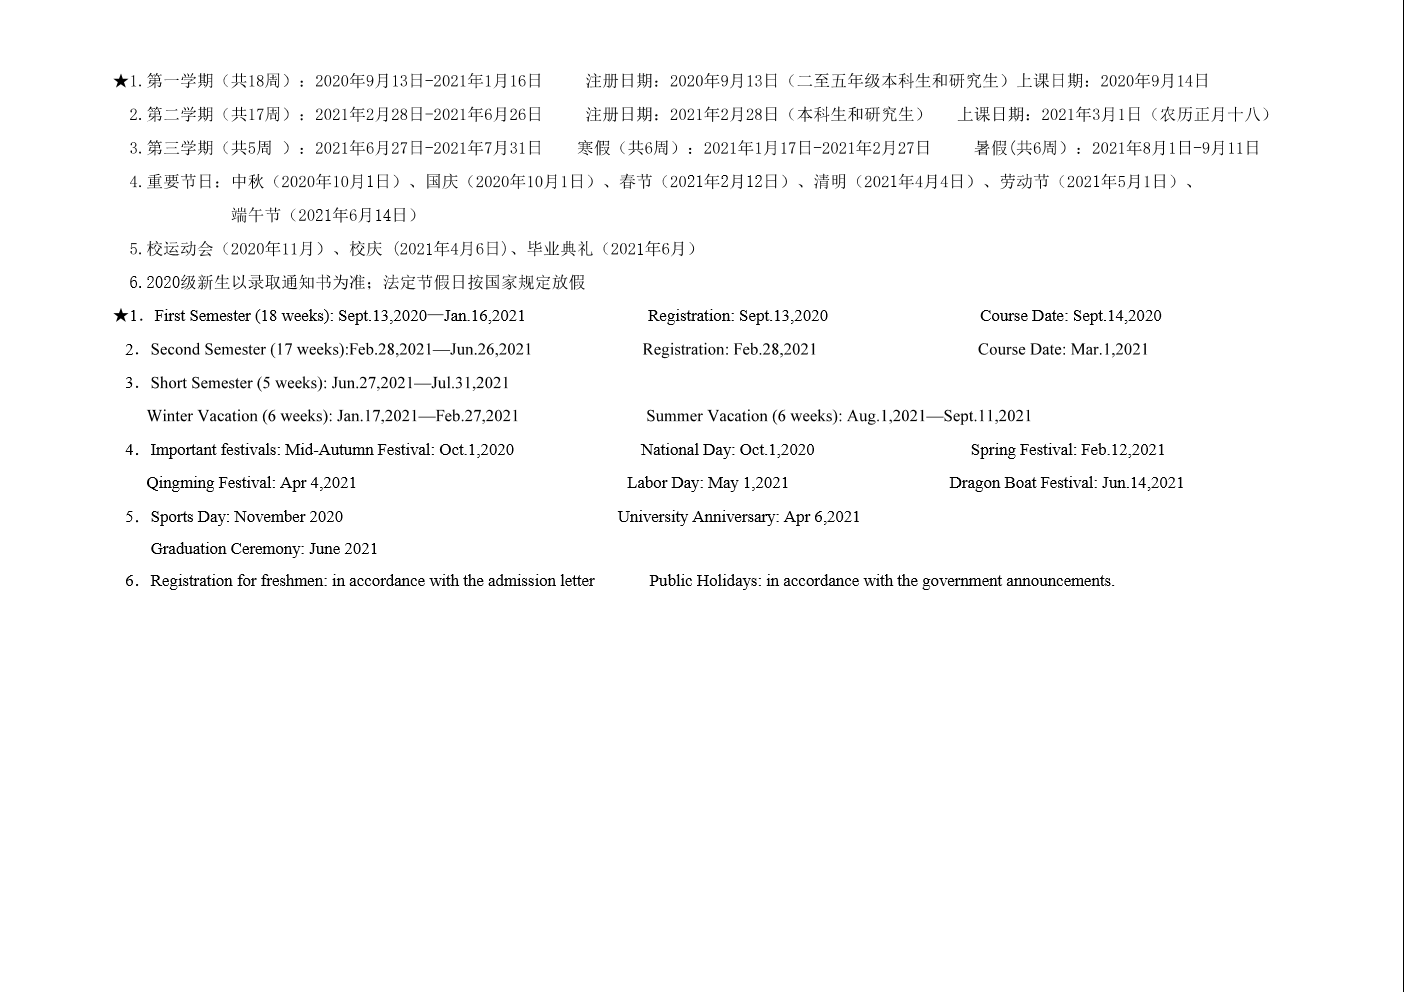 ★1.第一学期（共18周）：2020年9月13日-2021年1月16日 注册日期：2020年9月13日（二至五年级本科生和研究生）上课日期：2020年9月14日
2.第二学期（共17周）：2021年2月28日-2021年6月26日 注册日期：2021年2月28日（本科生和研究生） 上课日期：2021年3月1日（农历正月十八）
3.第三学期（共5周 ）：2021年6月27日-2021年7月31日 寒假（共6周）：2021年1月17日-2021年2月27日 暑假(共6周）：2021年8月1日-9月11日
4.重要节日：中秋（2020年10月1日）、国庆（2020年10月1日）、春节（2021年2月12日）、清明（2021年4月4日）、劳动节（2021年5月1日）、
端午节（2021年6月14日）
5.校运动会（2020年11月）、校庆（2021年4月6日)、毕业典礼（2021年6月）
6.2020级新生以录取通知书为准；法定节假日按国家规定放假
★1．First Semester (18 weeks): Sept.13,2020—Jan.16,2021 Registration: Sept.13,2020 Course Date: Sept.14,2020
2．Second Semester (17 weeks):Feb.28,2021—Jun.26,2021 Registration: Feb.28,2021 Course Date: Mar.1,2021
3．Short Semester (5 weeks): Jun.27,2021—Jul.31,2021
Winter Vacation (6 weeks): Jan.17,2021—Feb.27,2021 Summer Vacation (6 weeks): Aug.1,2021—Sept.11,2021
4．Important festivals: Mid-Autumn Festival: Oct.1,2020 National Day: Oct.1,2020 Spring Festival: Feb.12,2021
Qingming Festival: Apr 4,2021 Labor Day: May 1,2021 Dragon Boat Festival: Jun.14,2021
5．Sports Day: November 2020 University Anniversary: Apr 6,2021
Graduation Ceremony: June 2021
6．Registration for freshmen: in accordance with the admission letter Public Holidays: in accordance with the government announcements.